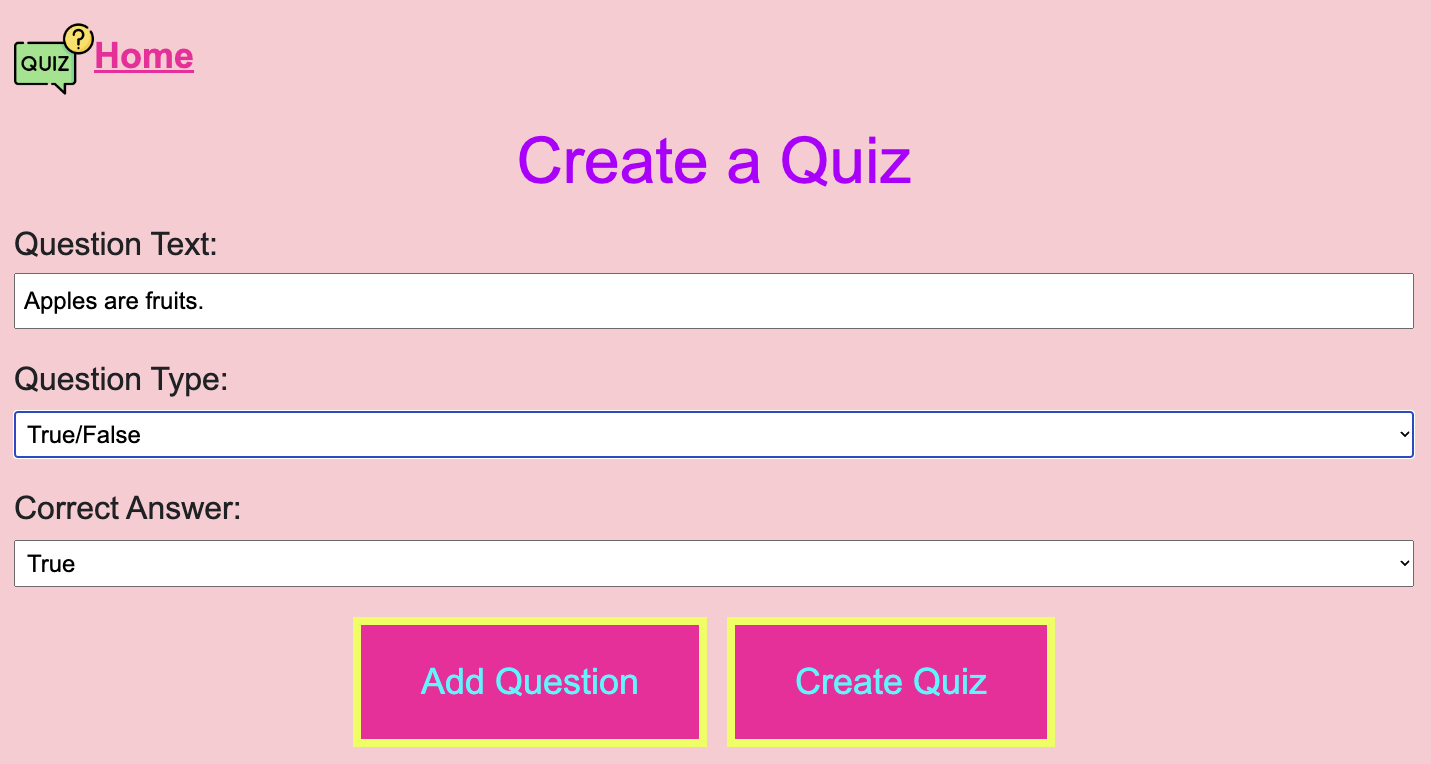 QUIZ ? Home
Create a Quiz
Question Text:
Apples are fruits.
Question Type:
True/False
Correct Answer:
True
Add Question Create Quiz